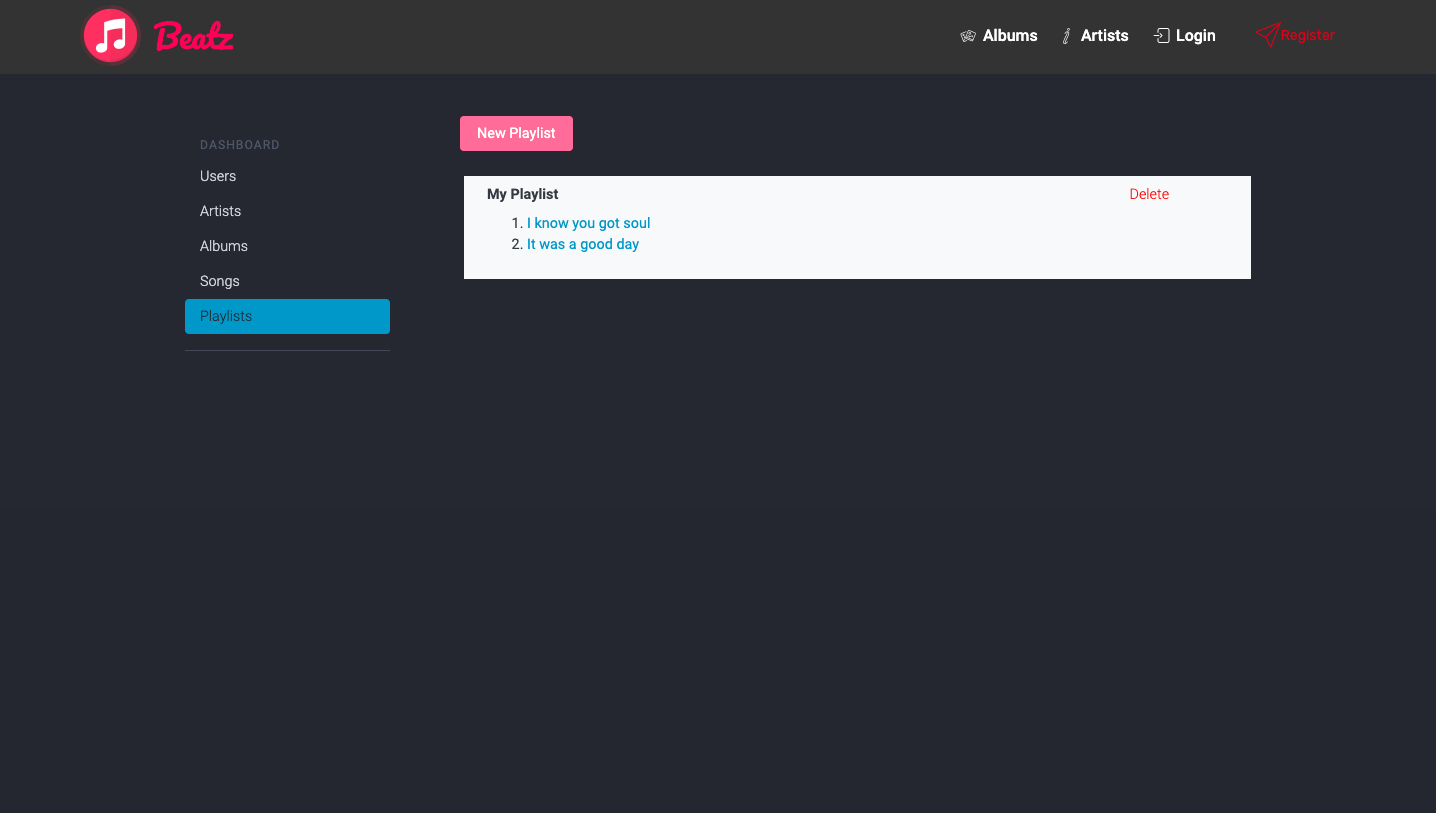 Beatz
Albums Artists Login Register
New Playlist
DASHBOARD
Users
Artists
Albums
Songs
Playlists
My Playlist Delete
1. I know you got soul
2. It was a good day